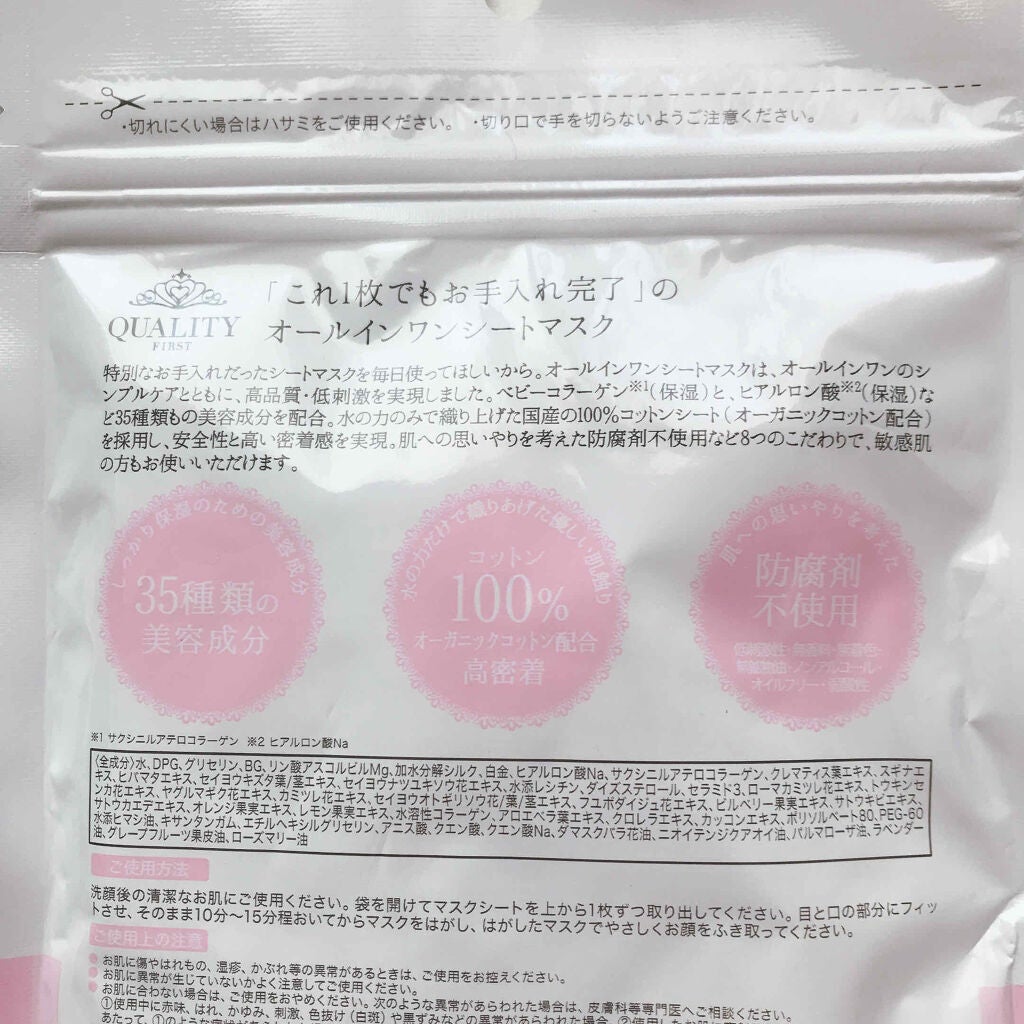 ・切れにくい場合はハサミをご使用ください。 ・切り口で手を切らないようご注意ください。
QUALITY
FIRST
「これ1枚でもお手入れ完了」の
オールインワンシートマスク
特別なお手入れだったシートマスクを毎日使ってほしいから。オールインワンシートマスクは、オールインワンのシ
ンプルケアとともに、高品質・低刺激を実現しました。ベビーコラーゲン※1(保湿)と、ヒアルロン酸※2(保湿)な
ど35種類もの美容成分を配合。水の力のみで織り上げた国産の100%コットンシート(オーガニックコットン配合)
を採用し、安全性と高い密着感を実現。肌への思いやりを考えた防腐剤不使用など8つのこだわりで、敏感肌
の方もお使いいただけます。
しっかり保湿のための美容成分
35種類の
美容成分
水の力だけで織りあげた優しい肌触り
コットン
100%
オーガニックコットン配合
高密着
肌への思いやりを考えた
防腐剤
不使用
低刺激性・無香料・無着色・
無鉱物油・ノンアルコール・
オイルフリー・弱酸性
※1 サクシニルアテロコラーゲン ※2 ヒアルロン酸Na
〈全成分〉水、DPG、グリセリン、BG、リン酸アスコルビルMg、加水分解シルク、白金、ヒアルロン酸Na、サクシニルアテロコラーゲン、クレマティス葉エキス、スギナエ
キス、ヒバマタエキス、セイヨウキズタ葉/茎エキス、セイヨウナツユキソウ花エキス、水添レシチン、ダイズステロール、セラミド3、ローマカミツレ花エキス、トウキンセ
ンカ花エキス、ヤグルマギク花エキス、カミツレ花エキス、セイヨウオトギリソウ花/葉/茎エキス、フユボダイジュ花エキス、ビルベリー果実エキス、サトウキビエキス、
サトウカエデエキス、オレンジ果実エキス、レモン果実エキス、水溶性コラーゲン、アロエベラ葉エキス、クロレラエキス、カッコンエキス、ポリソルベート80、PEG-60
水添ヒマシ油、キサンタンガム、エチルヘキシルグリセリン、アニス酸、クエン酸、クエン酸Na、ダマスクバラ花油、ニオイテンジクアオイ油、パルマローザ油、ラベンダー
油、グレープフルーツ果皮油、ローズマリー油
ご使用方法
洗顔後の清潔なお肌にご使用ください。袋を開けてマスクシートを上から1枚ずつ取り出してください。目と口の部分にフィッ
トさせ、そのまま10分〜15分程おいてからマスクをはがし、はがしたマスクでやさしくお顔をふき取ってください。
ご使用上の注意
●お肌に傷やはれもの、湿疹、かぶれ等の異常があるときは、ご使用をお控えください。
●お肌に異常が生じていないかよく注意してご使用ください。
●お肌に合わない場合は、ご使用をおやめください。次のような異常があらわれた場合は、皮膚科等専門医へご相談ください。
①使用中に赤味、はれ、かゆみ、刺激、色抜け(白斑)や黒ずみなどの異常があらわれた場合。②使用したお肌に